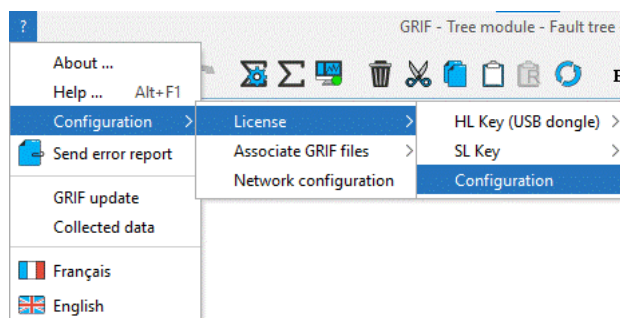 ?
GRIF - Tree module - Fault tree
About ...
Help ... Alt+F1
Configuration >
Send error report
GRIF update
Collected data
Français
English
License >
Associate GRIF files >
Network configuration
HL Key (USB dongle) >
SL Key >
Configuration